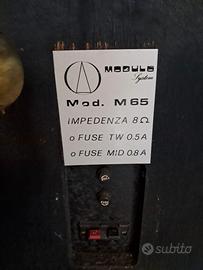 MODULO
System
Mod. M65
IMPEDENZA 8Ω
o FUSE TW 0.5A
o FUSE MID 0.8A
subito